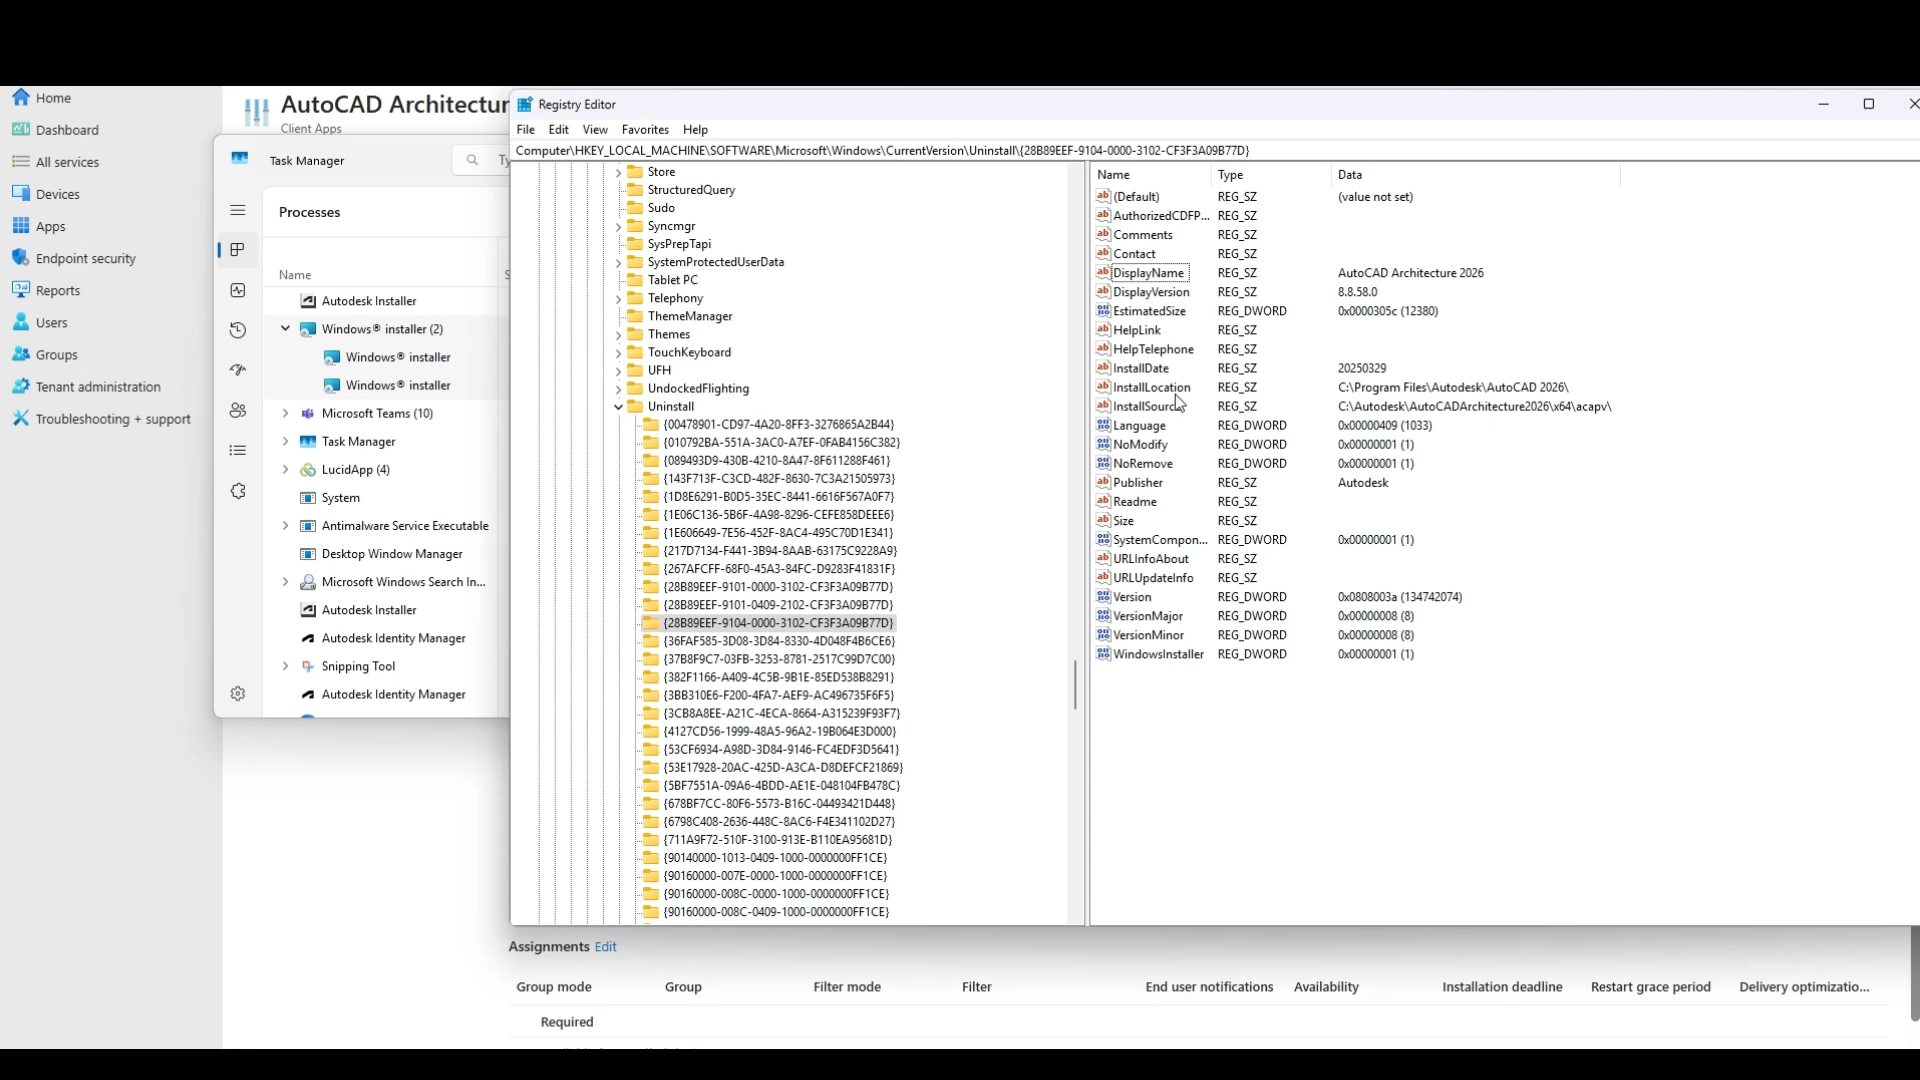 Home
Dashboard
All services
Devices
Apps
Endpoint security
Reports
Users
Groups
Tenant administration
Troubleshooting + support
AutoCAD Architectur
Client Apps
Task Manager
Ty
Processes
Name
S
Autodesk Installer
Windows® installer (2)
Windows® installer
Windows® installer
Microsoft Teams (10)
Task Manager
LucidApp (4)
System
Antimalware Service Executable
Desktop Window Manager
Microsoft Windows Search In...
Autodesk Installer
Autodesk Identity Manager
Snipping Tool
Autodesk Identity Manager
Registry Editor
File Edit View Favorites Help
Computer\HKEY_LOCAL_MACHINE\SOFTWARE\Microsoft\Windows\CurrentVersion\Uninstall\{28B89EEF-9104-0000-3102-CF3F3A09B77D}
Store
StructuredQuery
Sudo
Syncmgr
SysPrepTapi
SystemProtectedUserData
Tablet PC
Telephony
ThemeManager
Themes
TouchKeyboard
UFH
UndockedFlighting
Uninstall
{00478901-CD97-4A20-8FF3-3276865A2B44}
{010792BA-551A-3AC0-A7EF-0FAB4156C382}
{089493D9-430B-4210-8A47-8F611288F461}
{143F713F-C3CD-482F-8630-7C3A21505973}
{1D8E6291-B0D5-35EC-8441-6616F567A0F7}
{1E06C136-5B6F-4A98-8296-CEFE858DEEE6}
{1E606649-7E56-452F-8AC4-495C70D1E341}
{217D7134-F441-3B94-8AAB-63175C9228A9}
{267AFCFF-68F0-45A3-84FC-D9283F41831F}
{28B89EEF-9101-0000-3102-CF3F3A09B77D}
{28B89EEF-9101-0409-2102-CF3F3A09B77D}
{28B89EEF-9104-0000-3102-CF3F3A09B77D}
{36FAF585-3D08-3D84-8330-4D048F4B6CE6}
{37B8F9C7-03FB-3253-8781-2517C99D7C00}
{382F1166-A409-4C5B-9B1E-85ED538B8291}
{3BB310E6-F200-4FA7-AEF9-AC496735F6F5}
{3CB8A8EE-A21C-4ECA-8664-A315239F93F7}
{4127CD56-1999-48A5-96A2-19B064E3D000}
{53CF6934-A98D-3D84-9146-FC4EDF3D5641}
{53E17928-20AC-425D-A3CA-D8DEFCF21869}
{5BF7551A-09A6-4BDD-AE1E-048104FB478C}
{678BF7CC-80F6-5573-B16C-04493421D448}
{6798C408-2636-448C-8AC6-F4E341102D27}
{711A9F72-510F-3100-913E-B110EA95681D}
{90140000-1013-0409-1000-0000000FF1CE}
{90160000-007E-0000-1000-0000000FF1CE}
{90160000-008C-0000-1000-0000000FF1CE}
{90160000-008C-0409-1000-0000000FF1CE}
Name Type Data
(Default) REG_SZ (value not set)
AuthorizedCDFP... REG_SZ
Comments REG_SZ
Contact REG_SZ
DisplayName REG_SZ AutoCAD Architecture 2026
DisplayVersion REG_SZ 8.8.58.0
EstimatedSize REG_DWORD 0x0000305c (12380)
HelpLink REG_SZ
HelpTelephone REG_SZ
InstallDate REG_SZ 20250329
InstallLocation REG_SZ C:\Program Files\Autodesk\AutoCAD 2026\
InstallSource REG_SZ C:\Autodesk\AutoCADArchitecture2026\x64\acapv\
Language REG_DWORD 0x00000409 (1033)
NoModify REG_DWORD 0x00000001 (1)
NoRemove REG_DWORD 0x00000001 (1)
Publisher REG_SZ Autodesk
Readme REG_SZ
Size REG_SZ
SystemCompon... REG_DWORD 0x00000001 (1)
URLInfoAbout REG_SZ
URLUpdateInfo REG_SZ
Version REG_DWORD 0x0808003a (134742074)
VersionMajor REG_DWORD 0x00000008 (8)
VersionMinor REG_DWORD 0x00000008 (8)
WindowsInstaller REG_DWORD 0x00000001 (1)
Assignments Edit
Group mode Group Filter mode Filter End user notifications Availability Installation deadline Restart grace period Delivery optimizatio...
Required